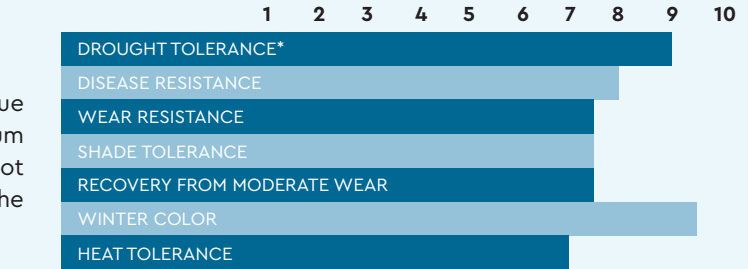 1 2 3 4 5 6 7 8 9 10
DROUGHT TOLERANCE*
DISEASE RESISTANCE
WEAR RESISTANCE
SHADE TOLERANCE
RECOVERY FROM MODERATE WEAR
WINTER COLOR
HEAT TOLERANCE